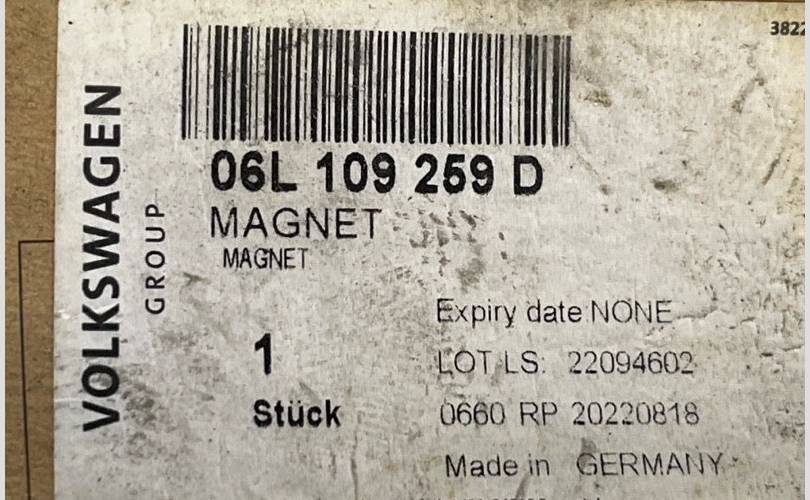 3822
VOLKSWAGEN
GROUP
06L 109 259 D
MAGNET
MAGNET
1
Stück
Expiry date:NONE
LOT LS: 22094602
0660 RP 20220818
Made in GERMANY